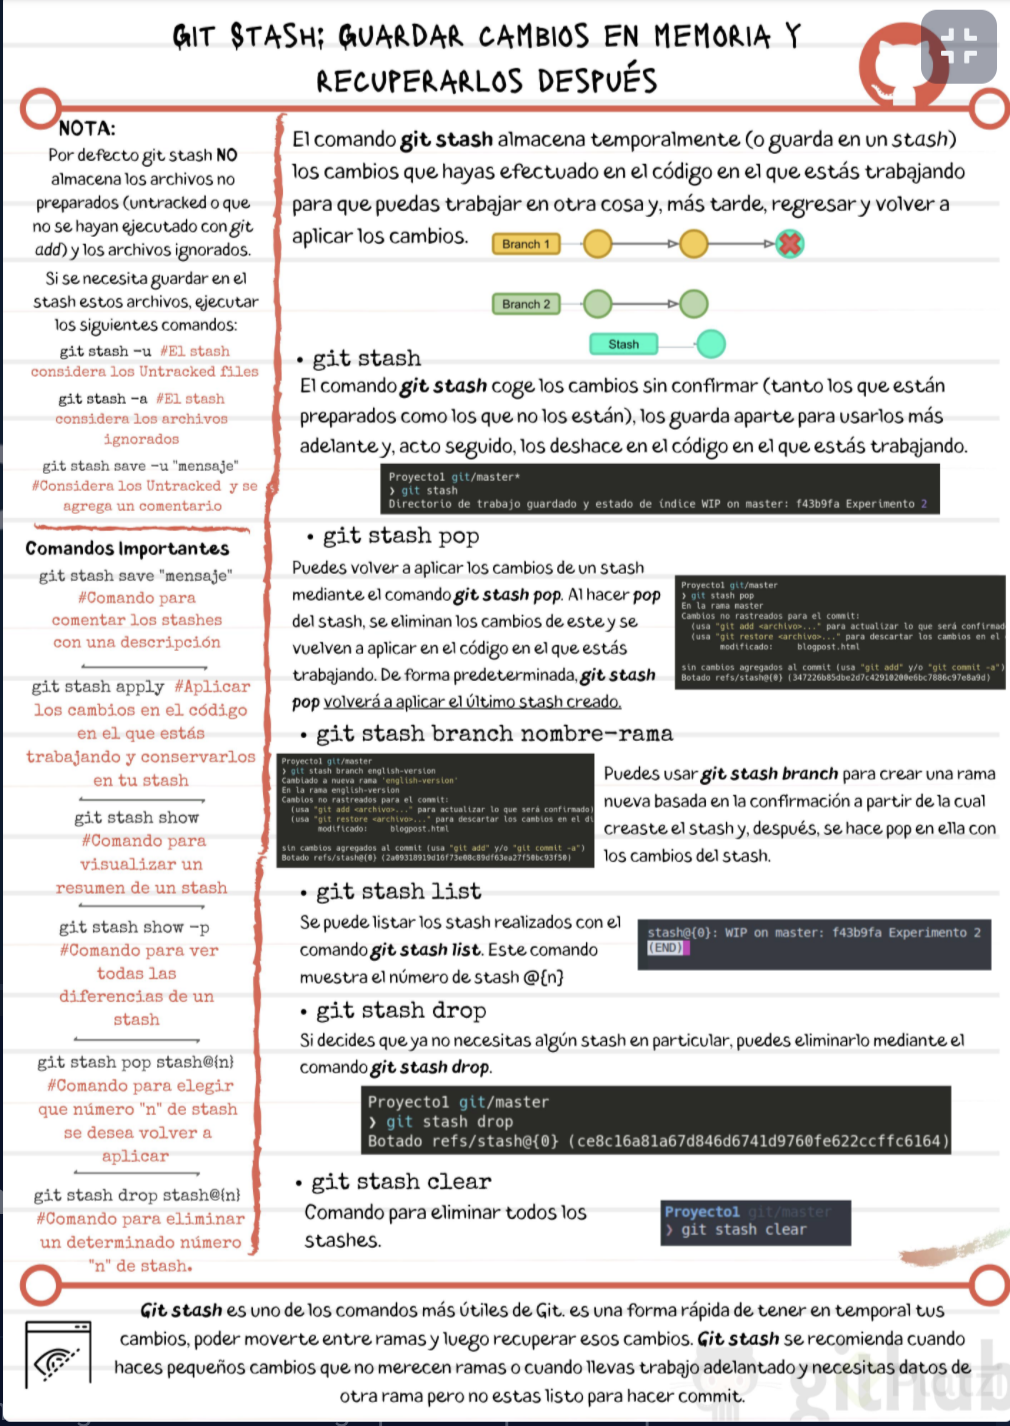 GIT STASH: GUARDAR CAMBIOS EN MEMORIA Y
RECUPERARLOS DESPUÉS
NOTA:
Por defecto git stash NO
almacena los archivos no
preparados (untracked o que
no se hayan ejecutado con git
add) y los archivos ignorados.
Si se necesita guardar en el
stash estos archivos, ejecutar
los siguientes comandos:
git stash -u #El stash
considera los Untracked files
git stash -a #El stash
considera los archivos
ignorados
git stash save -u "mensaje"
#Considera los Untracked y se
agrega un comentario
Comandos Importantes
git stash save "mensaje"
#Comando para
comentar los stashes
con una descripción
git stash apply #Aplicar
los cambios en el código
en el que estás
trabajando y conservarlos
en tu stash
git stash show
#Comando para
visualizar un
resumen de un stash
git stash show -p
#Comando para ver
todas las
diferencias de un
stash
git stash pop stash@{n}
#Comando para elegir
que número "n" de stash
se desea volver a
aplicar
git stash drop stash@{n}
#Comando para eliminar
un determinado número
"n" de stash.
El comando git stash almacena temporalmente (o guarda en un stash)
los cambios que hayas efectuado en el código en el que estás trabajando
para que puedas trabajar en otra cosa y, más tarde, regresar y volver a
aplicar los cambios.
Branch 1
Branch 2
Stash
• git stash
El comando git stash coge los cambios sin confirmar (tanto los que están
preparados como los que no los están), los guarda aparte para usarlos más
adelante y, acto seguido, los deshace en el código en el que estás trabajando.
Proyecto1 git/master*
❯ git stash
Directorio de trabajo guardado y estado de índice WIP on master: f43b9fa Experimento 2
• git stash pop
Puedes volver a aplicar los cambios de un stash
mediante el comando git stash pop. Al hacer pop
del stash, se eliminan los cambios de este y se
vuelven a aplicar en el código en el que estás
trabajando. De forma predeterminada, git stash
pop volverá a aplicar el último stash creado.
Proyecto1 git/master
❯ git stash pop
En la rama master
Cambios no rastreados para el commit:
(usa "git add <archivo>..." para actualizar lo que será confirmad
(usa "git restore <archivo>..." para descartar los cambios en el
modificado: blogpost.html
sin cambios agregados al commit (usa "git add" y/o "git commit -a")
Botado refs/stash@{0} (347226b85dbe2d7c42910200e6bc7886c97e8a9d)
• git stash branch nombre-rama
Proyecto1 git/master
❯ git stash branch english-version
Cambiado a nueva rama 'english-version'
En la rama english-version
Cambios no rastreados para el commit:
(usa "git add <archivo>..." para actualizar lo que será confirmado)
(usa "git restore <archivo>..." para descartar los cambios en el di
modificado: blogpost.html
sin cambios agregados al commit (usa "git add" y/o "git commit -a")
Botado refs/stash@{0} (2a09318919d16f73e08c89df63ea27f50bc93f50)
Puedes usar git stash branch para crear una rama
nueva basada en la confirmación a partir de la cual
creaste el stash y, después, se hace pop en ella con
los cambios del stash.
• git stash list
Se puede listar los stash realizados con el
comando git stash list. Este comando
muestra el número de stash @{n}
stash@{0}: WIP on master: f43b9fa Experimento 2
(END)
• git stash drop
Si decides que ya no necesitas algún stash en particular, puedes eliminarlo mediante el
comando git stash drop.
Proyecto1 git/master
❯ git stash drop
Botado refs/stash@{0} (ce8c16a81a67d846d6741d9760fe622ccffc6164)
• git stash clear
Comando para eliminar todos los
stashes.
Proyecto1 git/master
❯ git stash clear
Git stash es uno de los comandos más útiles de Git. es una forma rápida de tener en temporal tus
cambios, poder moverte entre ramas y luego recuperar esos cambios. Git stash se recomienda cuando
haces pequeños cambios que no merecen ramas o cuando llevas trabajo adelantado y necesitas datos de
otra rama pero no estas listo para hacer commit.
github
Platzi